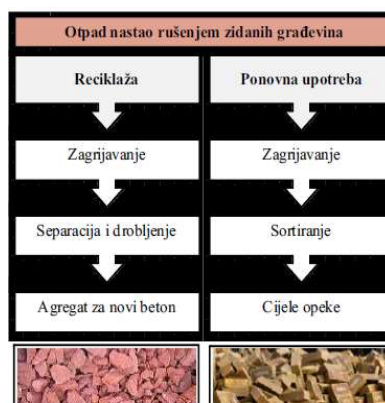 Otpad nastao rušenjem zidanih građevina
Reciklaža
Ponovna upotreba
Zagrijavanje
Zagrijavanje
Separacija i drobljenje
Sortiranje
Agregat za novi beton
Cijele opeke